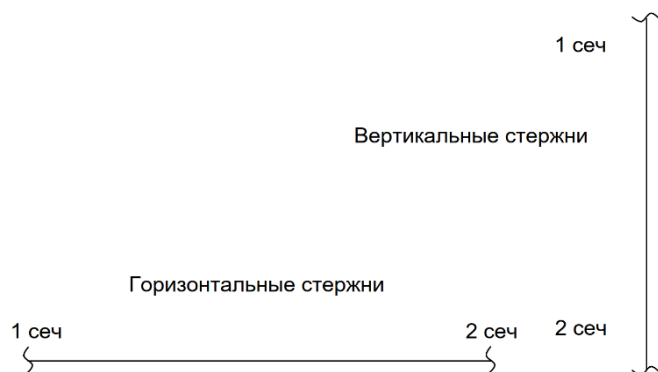 1 сеч
Вертикальные стержни
Горизонтальные стержни
1 сеч
2 сеч
2 сеч